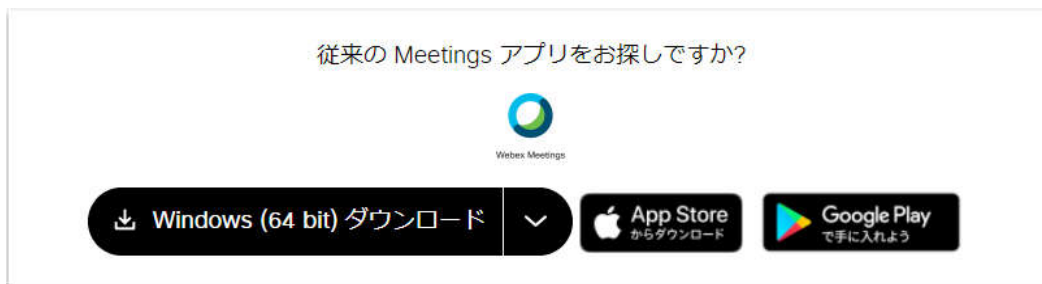 従来の Meetings アプリをお探しですか?
Webex Meetings
Windows (64 bit) ダウンロード
App Store
からダウンロード
Google Play
で手に入れよう